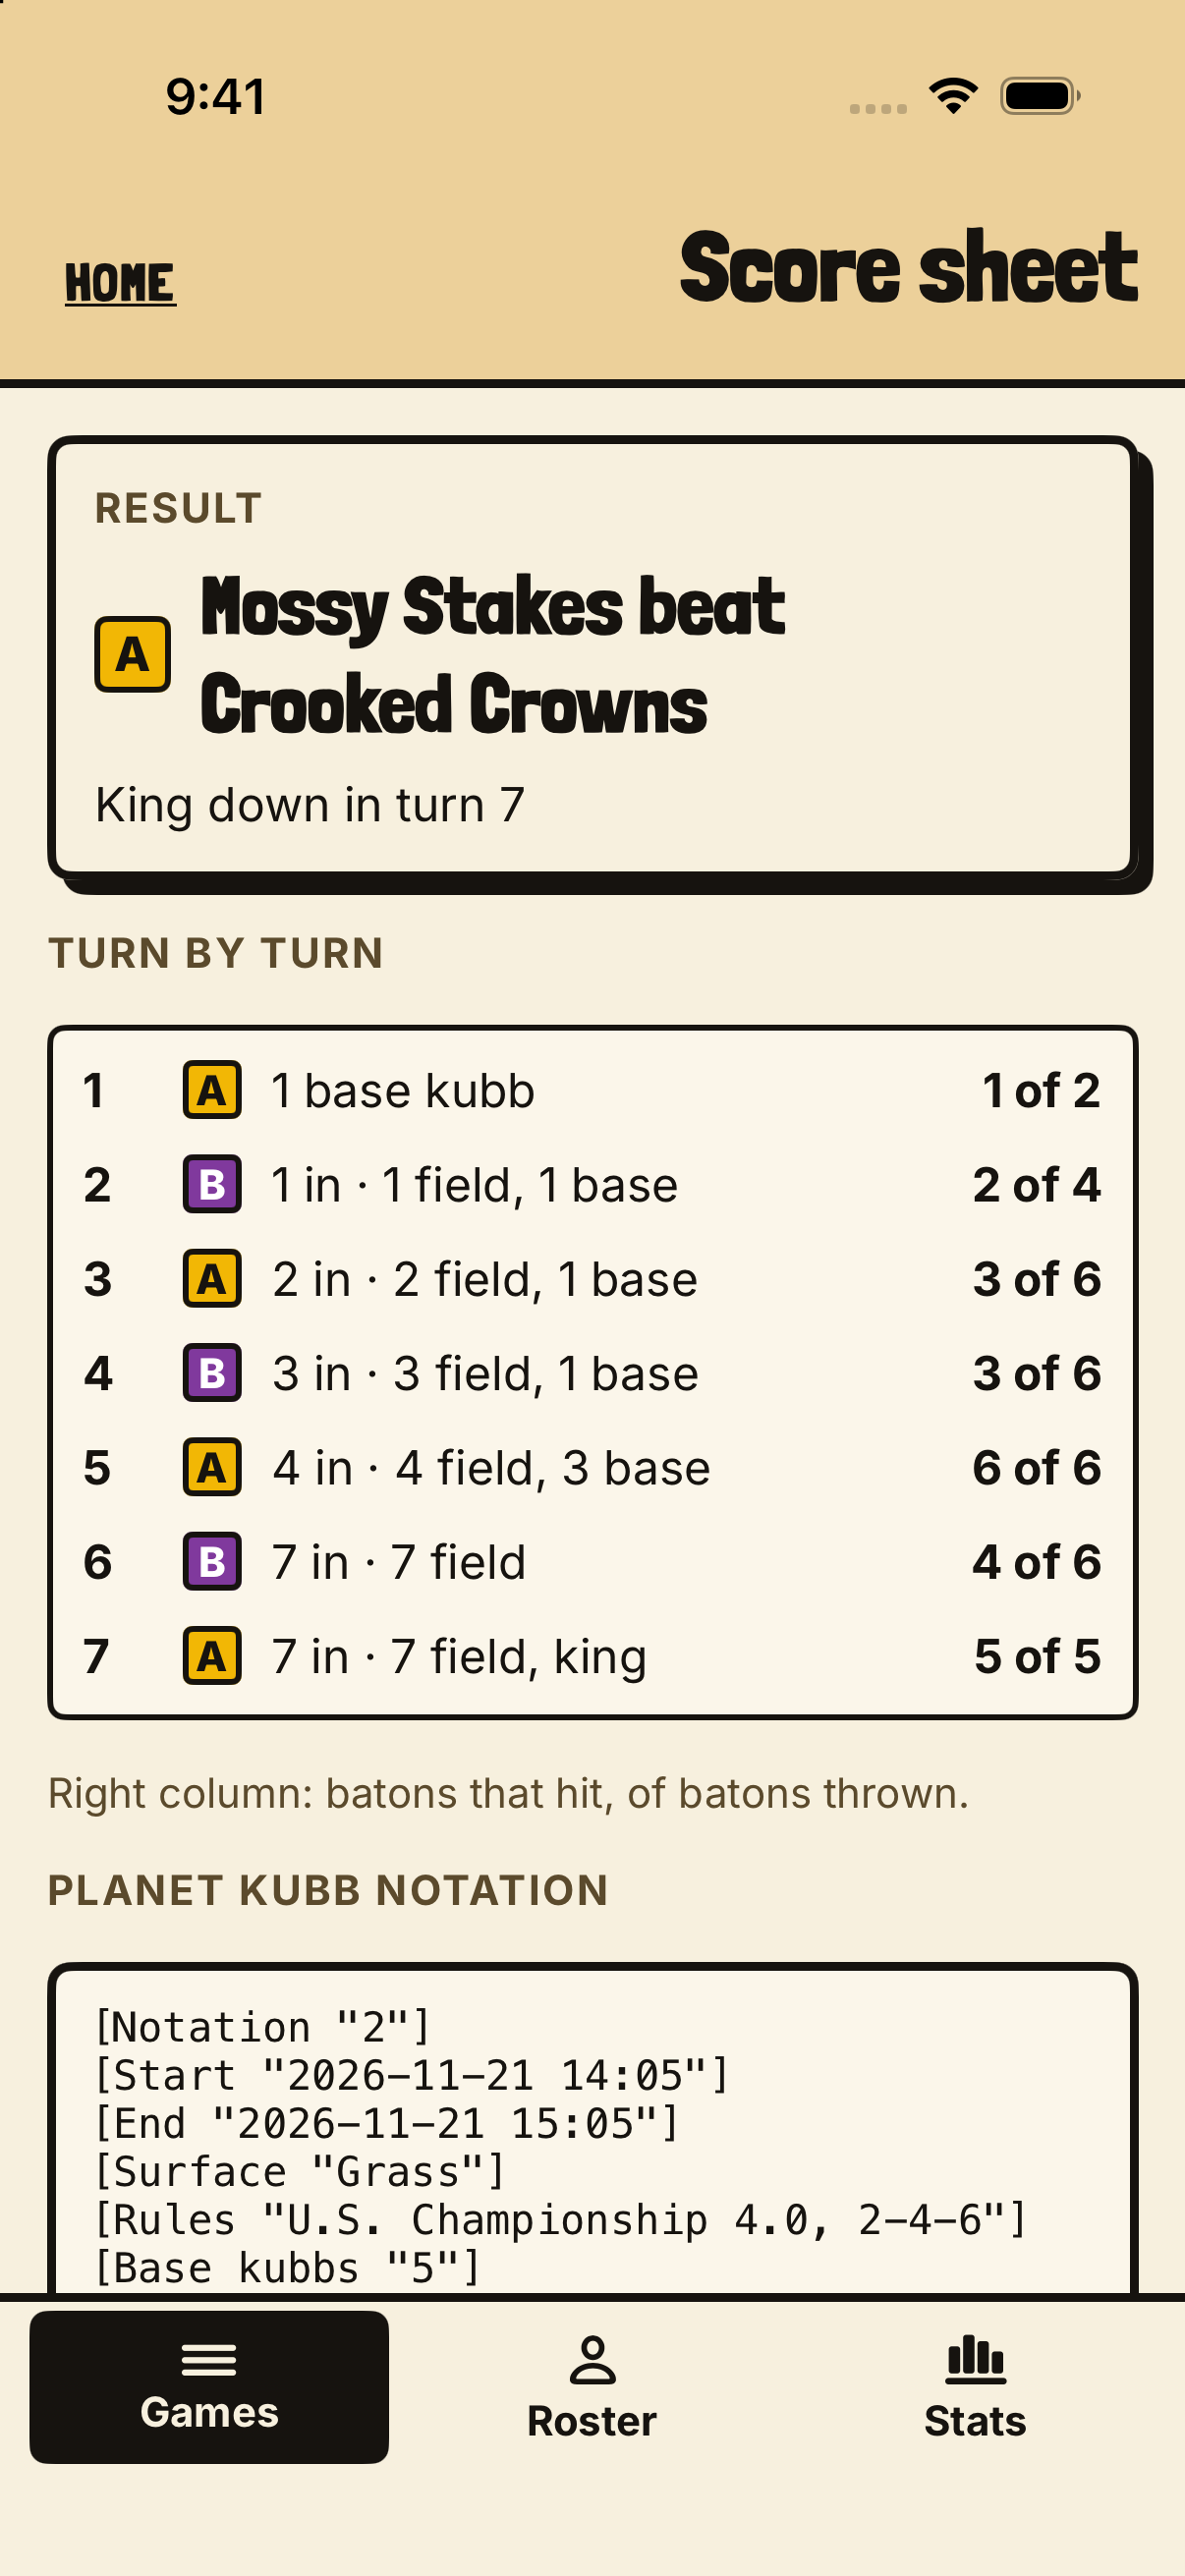 9:41
HOME
Score sheet
RESULT
A
Mossy Stakes beat
Crooked Crowns
King down in turn 7
TURN BY TURN
1 A 1 base kubb 1 of 2
2 B 1 in · 1 field, 1 base 2 of 4
3 A 2 in · 2 field, 1 base 3 of 6
4 B 3 in · 3 field, 1 base 3 of 6
5 A 4 in · 4 field, 3 base 6 of 6
6 B 7 in · 7 field 4 of 6
7 A 7 in · 7 field, king 5 of 5
Right column: batons that hit, of batons thrown.
PLANET KUBB NOTATION
[Notation "2"]
[Start "2026-11-21 14:05"]
[End "2026-11-21 15:05"]
[Surface "Grass"]
[Rules "U.S. Championship 4.0, 2-4-6"]
[Base kubbs "5"]
Games
Roster
Stats